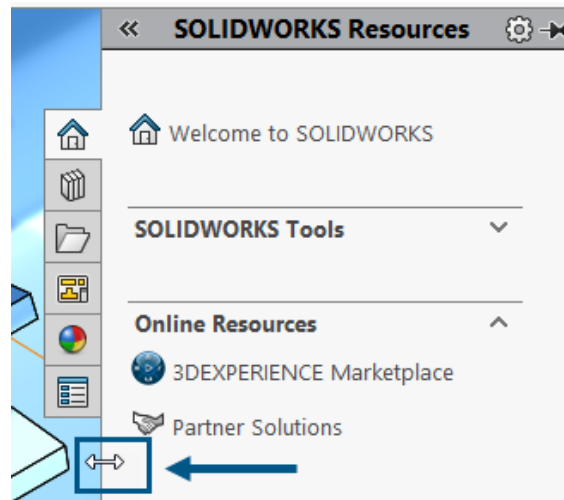 SOLIDWORKS Resources
Welcome to SOLIDWORKS
SOLIDWORKS Tools
Online Resources
3DEXPERIENCE Marketplace
Partner Solutions